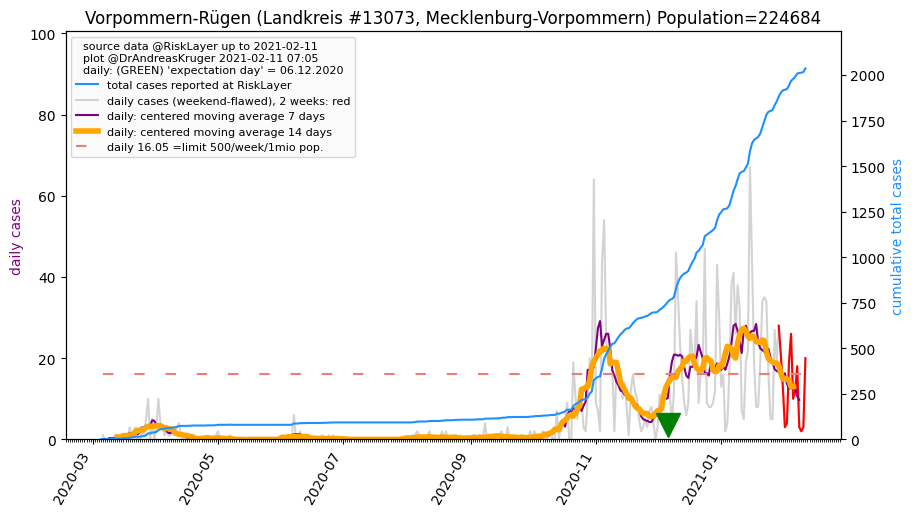 Vorpommern-Rügen (Landkreis #13073, Mecklenburg-Vorpommern) Population=224684
source data @RiskLayer up to 2021-02-11
plot @DrAndreasKruger 2021-02-11 07:05
daily: (GREEN) 'expectation day' = 06.12.2020
total cases reported at RiskLayer
daily cases (weekend-flawed), 2 weeks: red
daily: centered moving average 7 days
daily: centered moving average 14 days
daily 16.05 =limit 500/week/1mio pop.
daily cases
100
80
60
40
20
0
cumulative total cases
2000
1750
1500
1250
1000
750
500
250
0
2020-03
2020-05
2020-07
2020-09
2020-11
2021-01